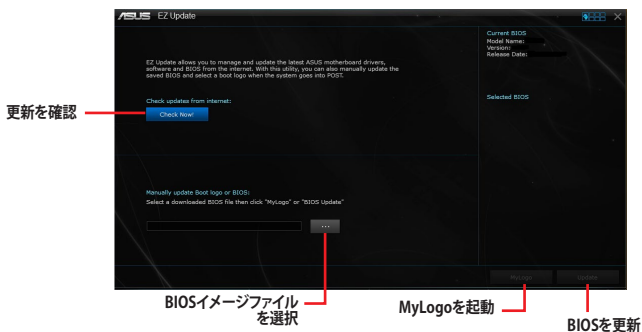 ASUS EZ Update
Current BIOS
Model Name:
Version:
Release Date:
EZ Update allows you to manage and update the latest ASUS motherboard drivers,
software and BIOS from the internet. With this utility, you can also manually update the
saved BIOS and select a boot logo when the system goes into POST.
Check updates from internet:
Check Now!
Selected BIOS
更新を確認
Manually update Boot logo or BIOS:
Select a downloaded BIOS file then click "MyLogo" or "BIOS Update"
...
MyLogo
Update
BIOSイメージファイル
を選択
MyLogoを起動
BIOSを更新